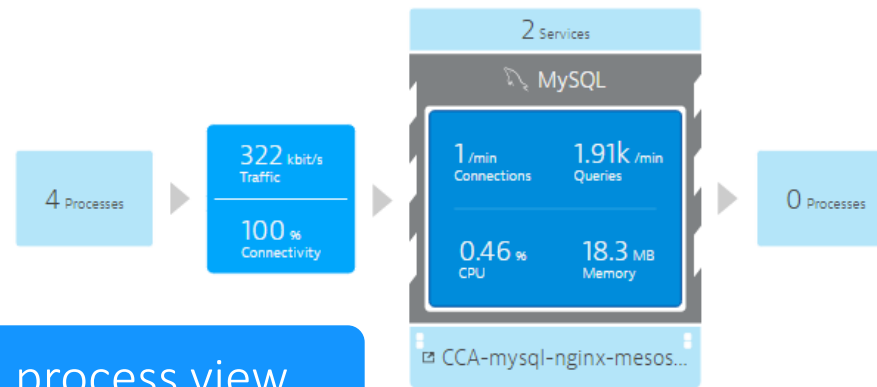 2 Services
MySQL
4 Processes
322 kbit/s
Traffic
100 %
Connectivity
1 /min
Connections
1.91k /min
Queries
0.46 %
CPU
18.3 MB
Memory
0 Processes
CCA-mysql-nginx-mesos...
process view